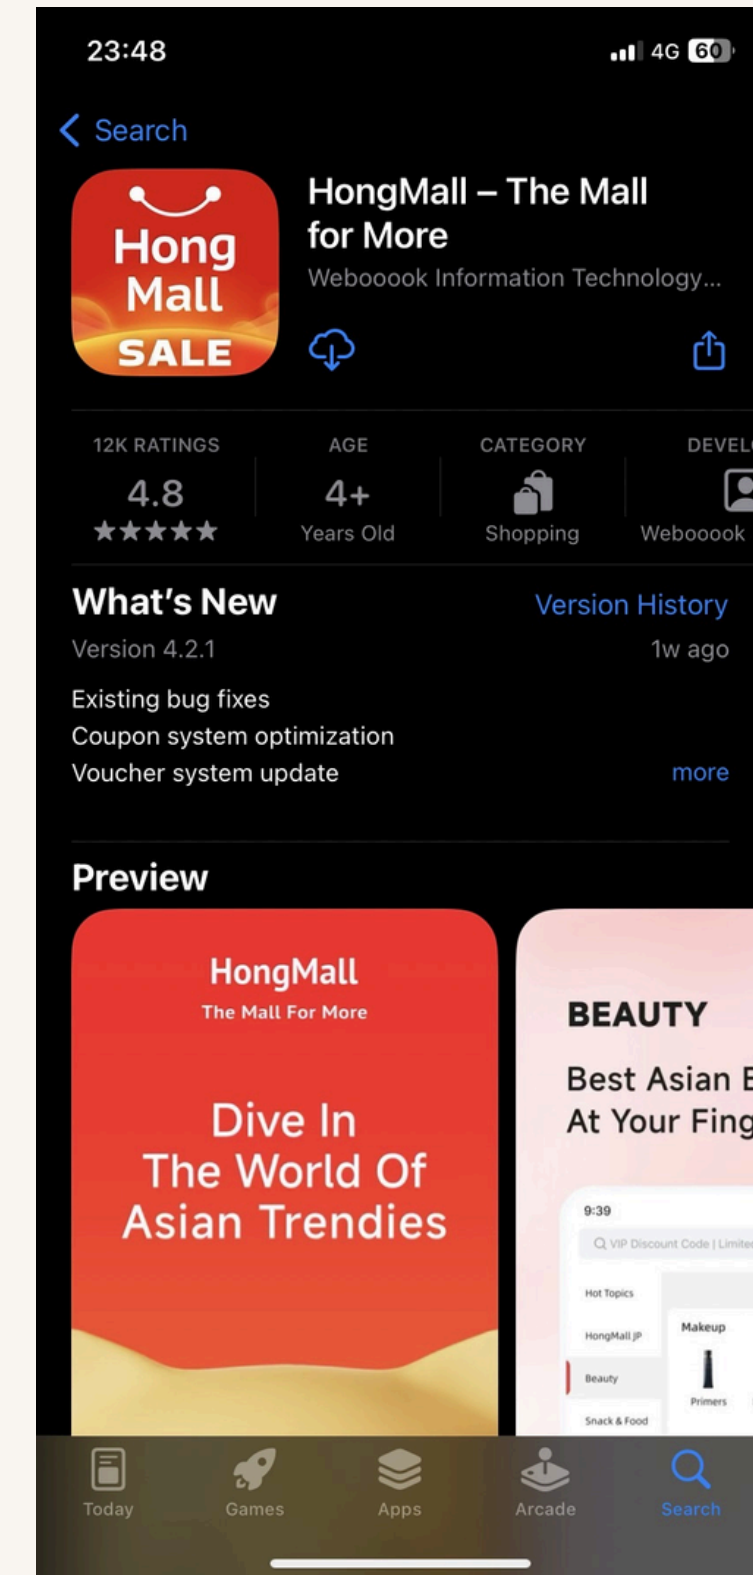 23:48
4G 60
Search
Hong
Mall
SALE
HongMall – The Mall
for More
Webooook Information Technology...
12K RATINGS
4.8
AGE
4+
Years Old
CATEGORY
Shopping
DEVEL
Webooook
What's New
Version History
Version 4.2.1
1w ago
Existing bug fixes
Coupon system optimization
Voucher system update
more
Preview
HongMall
The Mall For More
Dive In
The World Of
Asian Trendies
BEAUTY
Best Asian
At Your Fing
9:39
VIP Discount Code | Limite
Hot Topics
HongMall JP
Makeup
Beauty
Primers
Snack & Food
Today
Games
Apps
Arcade
Search